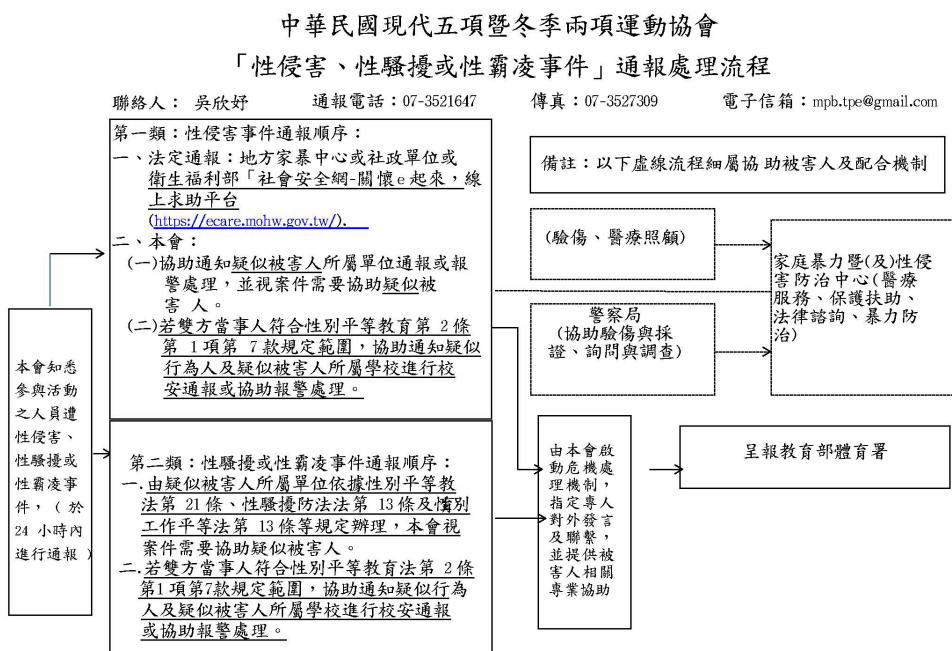 中華民國現代五項暨冬季兩項運動協會
「性侵害、性騷擾或性霸凌事件」通報處理流程
聯絡人： 吳欣妤 通報電話：07-3521647 傳真：07-3527309 電子信箱：mpb.tpe@gmail.com
本會知悉
參與活動
之人員遭
性侵害、
性騷擾或
性霸凌事
件，（於
24 小時內
進行通報）
第一類：性侵害事件通報順序：
一、法定通報：地方家暴中心或社政單位或
衛生福利部「社會安全網-關懷e起來，線
上求助平台
(https://ecare.mohw.gov.tw/).
二、本會：
(一)協助通知疑似被害人所屬單位通報或報
警處理，並視案件需要協助疑似被
害 人。
(二)若雙方當事人符合性別平等教育第 2條
第 1項第 7款規定範圍，協助通知疑似
行為人及疑似被害人所屬學校進行校
安通報或協助報警處理。
第二類：性騷擾或性霸凌事件通報順序：
一.由疑似被害人所屬單位依據性別平等教
法第 21條、性騷擾防法法第 13條及性別
工作平等法第 13條等規定辦理，本會視
案件需要協助疑似被害人。
二.若雙方當事人符合性別平等教育法第 2條
第1項第7款規定範圍，協助通知疑似行為
人及疑似被害人所屬學校進行校安通報
或協助報警處理。
備註：以下虛線流程細屬協助被害人及配合機制
(驗傷、醫療照顧)
警察局
(協助驗傷與採
證、詢問與調查)
家庭暴力暨(及)性侵
害防治中心(醫療
服務、保護扶助、
法律諮詢、暴力防
治)
由本會啟
動危機處
理機制，
指定專人
對外發言
及聯繫，
並提供被
害人相關
專業協助
呈報教育部體育署